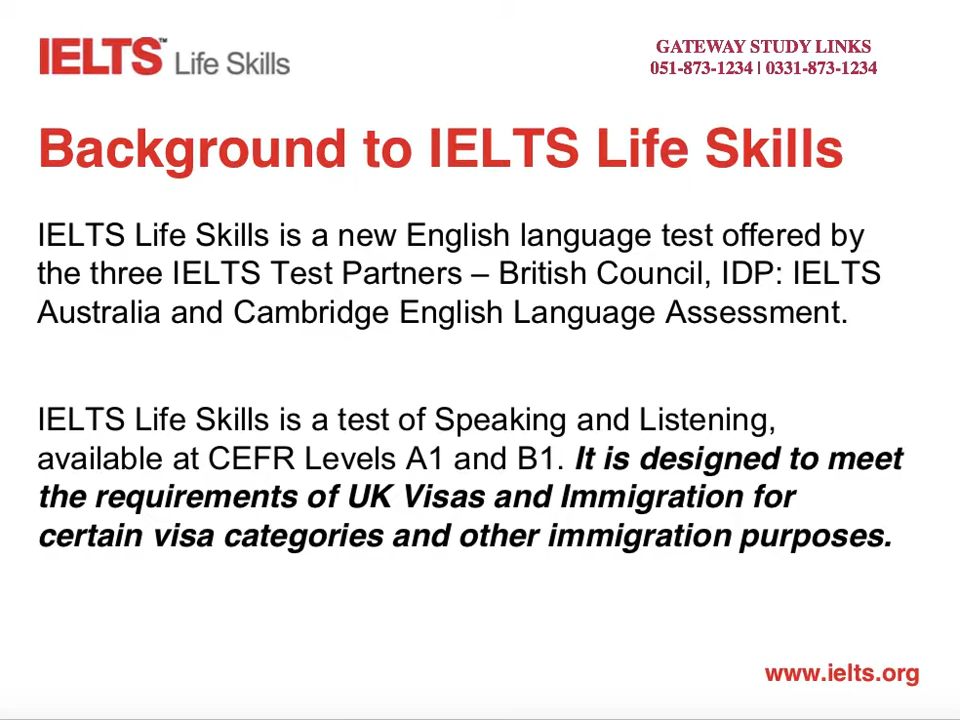 IELTS™ Life Skills
GATEWAY STUDY LINKS
051-873-1234 | 0331-873-1234
Background to IELTS Life Skills
IELTS Life Skills is a new English language test offered by
the three IELTS Test Partners – British Council, IDP: IELTS
Australia and Cambridge English Language Assessment.
IELTS Life Skills is a test of Speaking and Listening,
available at CEFR Levels A1 and B1. It is designed to meet
the requirements of UK Visas and Immigration for
certain visa categories and other immigration purposes.
www.ielts.org